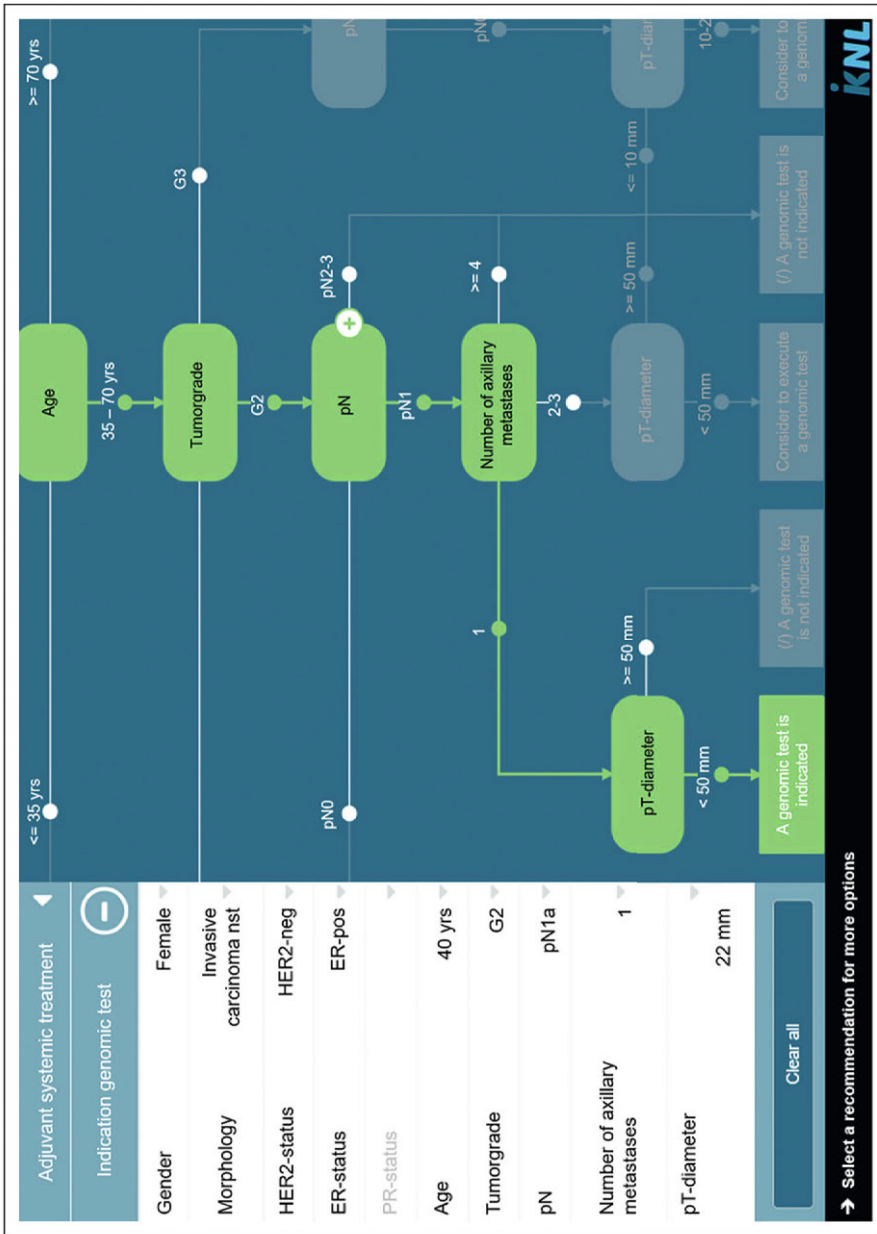 Adjuvant systemic treatment
Indication genomic test
Gender Female
Morphology Invasive
carcinoma nst
HER2-status HER2-neg
ER-status ER-pos
PR-status
Age 40 yrs
Tumorgrade G2
pN pN1a
Number of axillary
metastases 1
pT-diameter
22 mm
Clear all
<= 35 yrs
Age
>= 70 yrs
35 – 70 yrs
Tumorgrade
G3
G2
pN0
pN
pN2-3
pN1
1
Number of axillary
metastases
>= 4
2-3
pT-diameter
>= 50 mm
pT-diameter
>= 50 mm
<= 10 mm
pT-diameter
< 50 mm
< 50 mm
10-2
A genomic test is
indicated
(/) A genomic test
is not indicated
Consider to execute
a genomic test
(/) A genomic test is
not indicated
Consider to
a genomi
➔ Select a recommendation for more options
iKNL